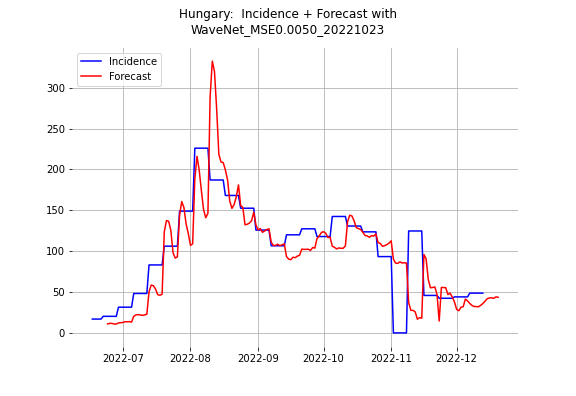 Hungary:  Incidence + Forecast with
WaveNet_MSE0.0050_20221023
Incidence
Forecast
300
250
200
150
100
50
0
2022-07 2022-08 2022-09 2022-10 2022-11 2022-12